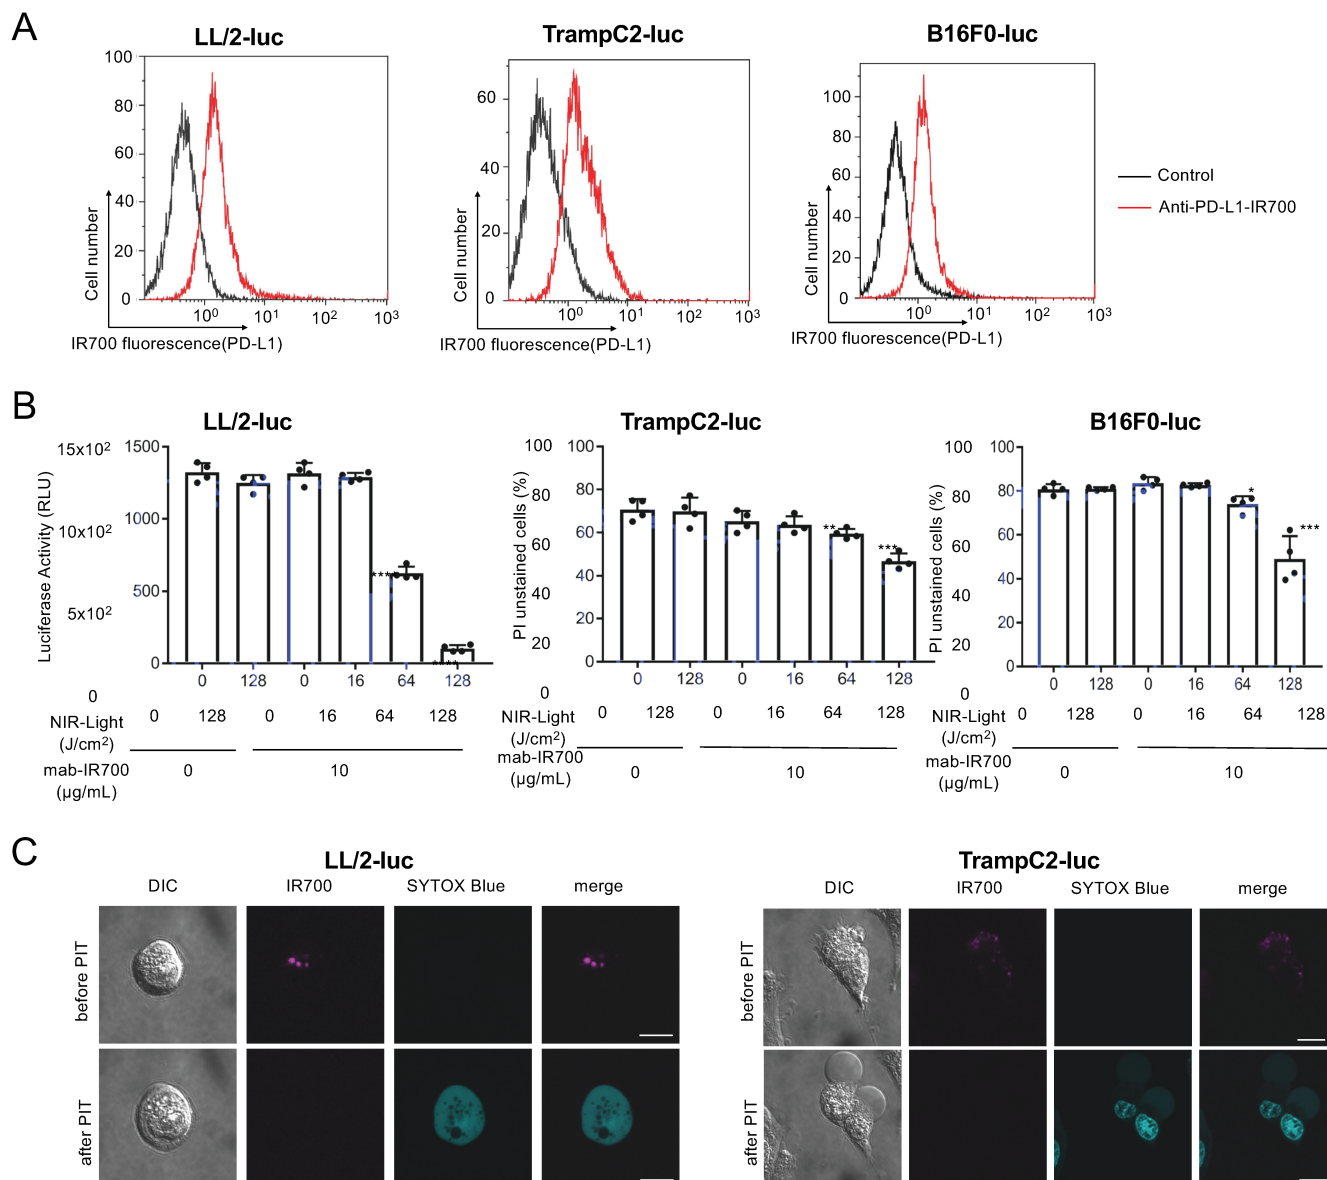 A
LL/2-luc
TrampC2-luc
B16F0-luc
100
80
60
40
20
0
Cell number
10⁰ 10¹ 10² 10³
IR700 fluorescence(PD-L1)
60
40
20
0
Cell number
10⁰ 10¹ 10² 10³
IR700 fluorescence(PD-L1)
100
80
60
40
20
0
Cell number
10⁰ 10¹ 10² 10³
IR700 fluorescence(PD-L1)
Control
Anti-PD-L1-IR700
B
LL/2-luc
TrampC2-luc
B16F0-luc
Luciferase Activity (RLU)
15x10²
10x10²
5x10²
0
1500
1000
500
0
****
****
0 128 0 16 64 128
NIR-Light 0 128 0 16 64 128
(J/cm²)
mab-IR700 0 10
(µg/mL)
PI unstained cells (%)
100
80
60
40
20
0
100
80
60
40
20
0
**
***
0 128 0 16 64 128
NIR-Light 0 128 0 16 64 128
(J/cm²)
mab-IR700
(µg/mL) 0 10
PI unstained cells (%)
100
80
60
40
20
0
100
80
60
40
20
0
*
***
0 128 0 16 64 128
NIR-Light 0 128 0 16 64 128
(J/cm²)
mab-IR700 0 10
(µg/mL)
C
LL/2-luc
DIC IR700 SYTOX Blue merge
before PIT
after PIT
TrampC2-luc
DIC IR700 SYTOX Blue merge
before PIT
after PIT